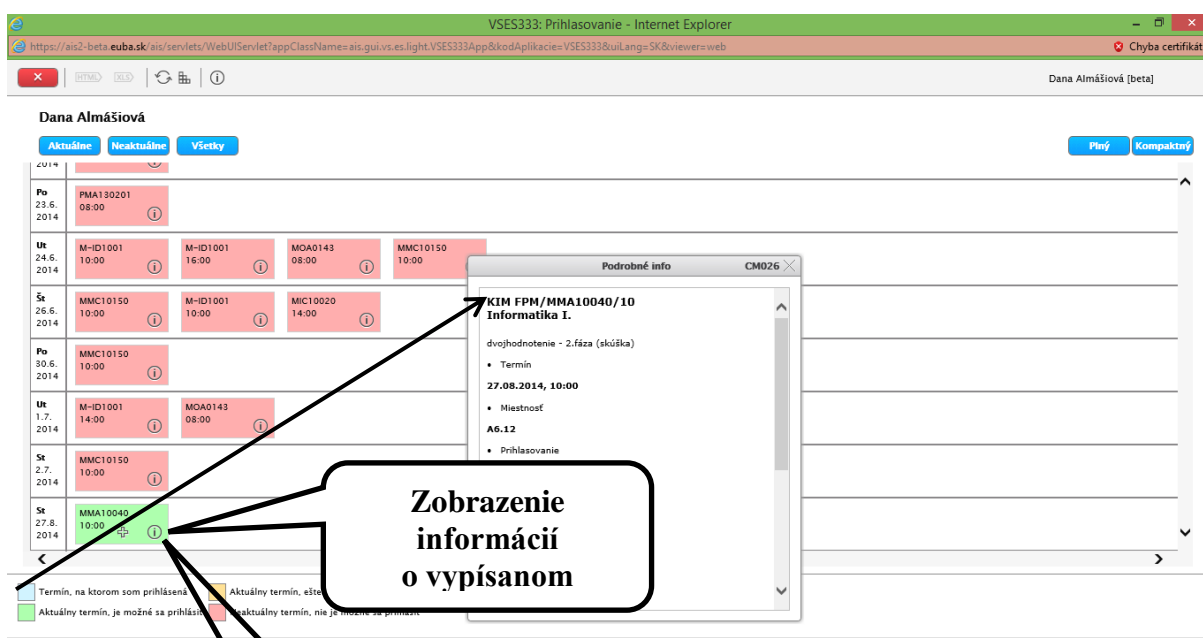 VSES333: Prihlasovanie - Internet Explorer
https://ais2-beta.euba.sk/ais/servlets/WebUIServlet?appClassName=ais.gui.vs.es.light.VSES333App&kodAplikacie=VSES333&uiLang=SK&viewer=web
Chyba certifikát
HTML XLS
Dana Almášiová [beta]
Dana Almášiová
Aktuálne Neaktuálne Všetky Plný Kompaktný
2014
Po
23.6.
2014
PMA130201
08:00
Ut
24.6.
2014
M-ID1001
10:00
M-ID1001
16:00
MOA0143
08:00
MMC10150
10:00
Št
26.6.
2014
MMC10150
10:00
M-ID1001
10:00
MIC10020
14:00
Po
30.6.
2014
MMC10150
10:00
Ut
1.7.
2014
M-ID1001
14:00
MOA0143
08:00
St
2.7.
2014
MMC10150
10:00
St
27.8.
2014
MMA10040
10:00
Podrobné info CM026
KIM FPM/MMA10040/10
Informatika I.
dvojhodnotenie - 2.fáza (skúška)
• Termín
27.08.2014, 10:00
• Miestnosť
A6.12
• Prihlasovanie
Zobrazenie
informácií
o vypísanom
Termín, na ktorom som prihlásená
Aktuálny termín, ešte
Aktuálny termín, je možné sa prihlásiť
Neaktuálny termín, nie je možné sa prihlásiť